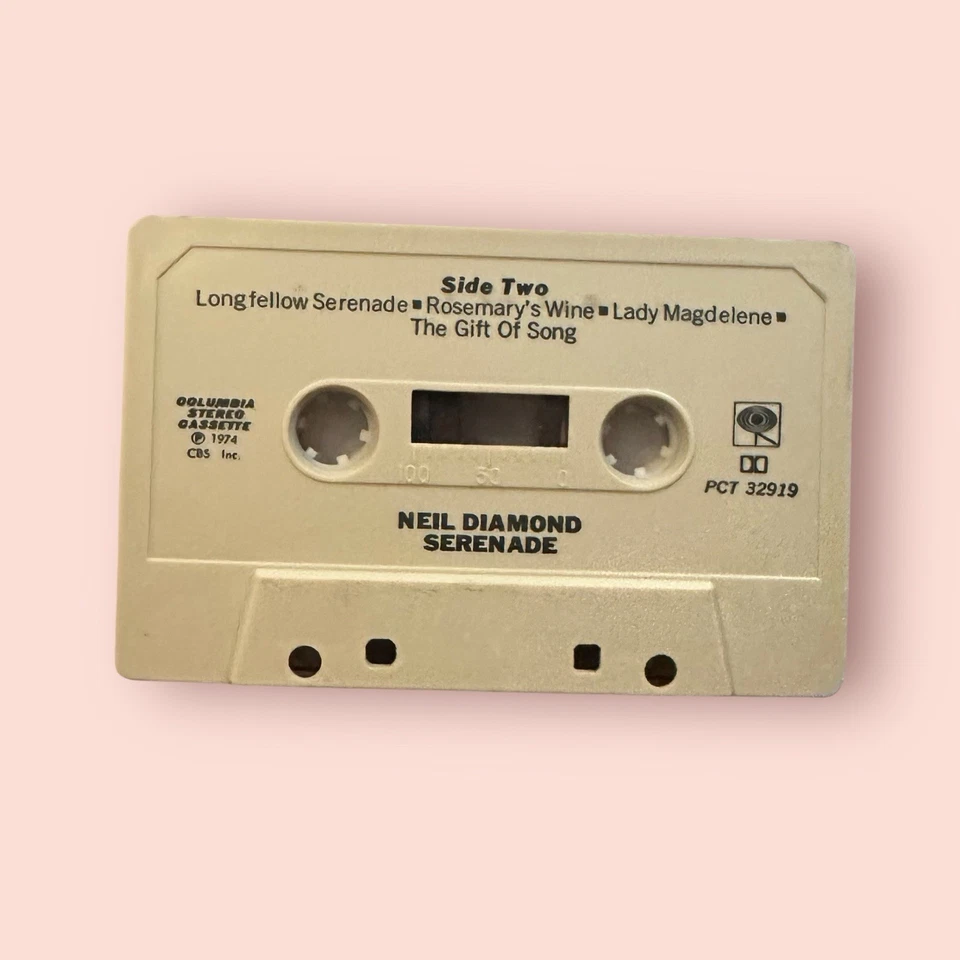 Side Two
Longfellow Serenade ■ Rosemary's Wine ■ Lady Magdelene ■
The Gift Of Song
COLUMBIA
STEREO
CASSETTE
℗ 1974
CBS Inc.
100 50 0
PCT 32919
NEIL DIAMOND
SERENADE